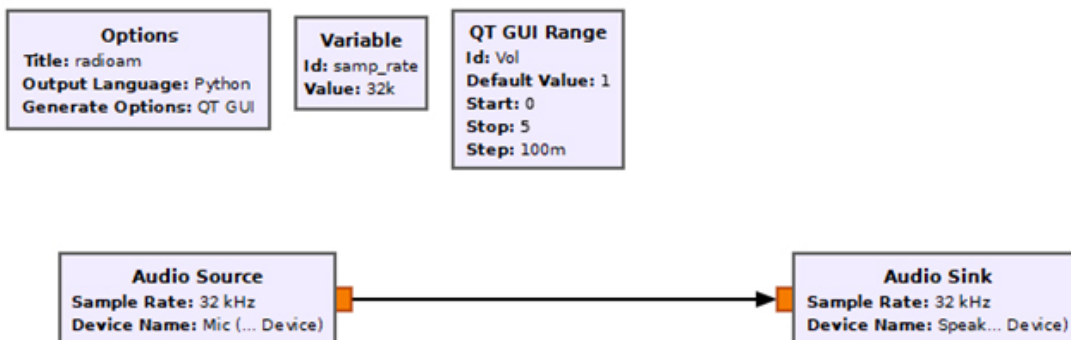 Options
Title: radioam
Output Language: Python
Generate Options: QT GUI
Variable
Id: samp_rate
Value: 32k
QT GUI Range
Id: Vol
Default Value: 1
Start: 0
Stop: 5
Step: 100m
Audio Source
Sample Rate: 32 kHz
Device Name: Mic (... Device)
Audio Sink
Sample Rate: 32 kHz
Device Name: Speak... Device)